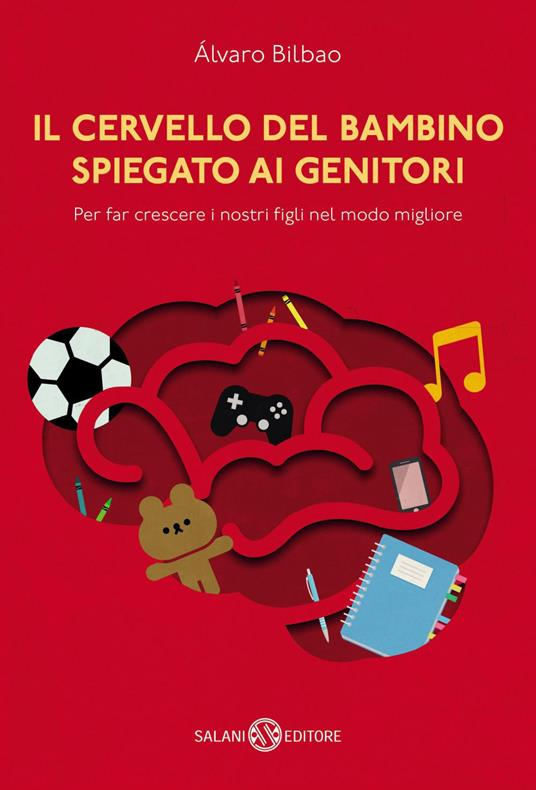 Álvaro Bilbao
IL CERVELLO DEL BAMBINO
SPIEGATO AI GENITORI
Per far crescere i nostri figli nel modo migliore
SALANI EDITORE